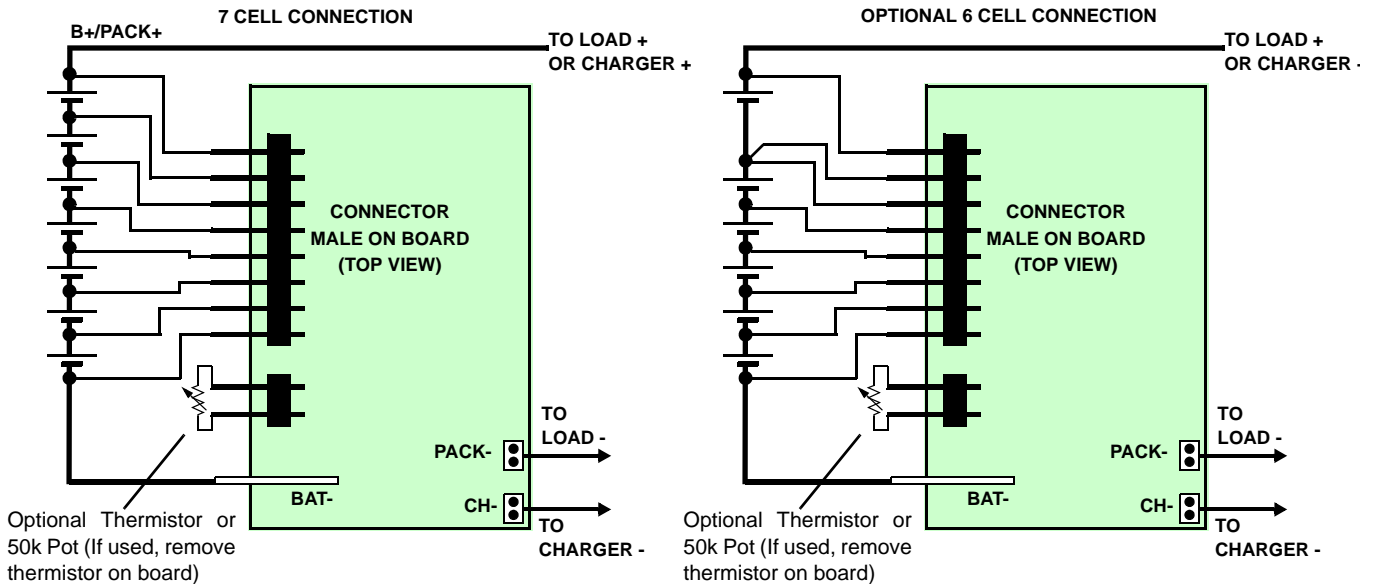 7 CELL CONNECTION
B+/PACK+
TO LOAD +
OR CHARGER +
CONNECTOR
MALE ON BOARD
(TOP VIEW)
TO
LOAD -
PACK-
BAT-
CH-
TO
CHARGER -
Optional Thermistor or
50k Pot (If used, remove
thermistor on board)
OPTIONAL 6 CELL CONNECTION
TO LOAD +
OR CHARGER
CONNECTOR
MALE ON BOARD
(TOP VIEW)
TO
LOAD -
PACK-
BAT-
CH-
TO
CHARGER -
Optional Thermistor or
50k Pot (If used, remove
thermistor on board)